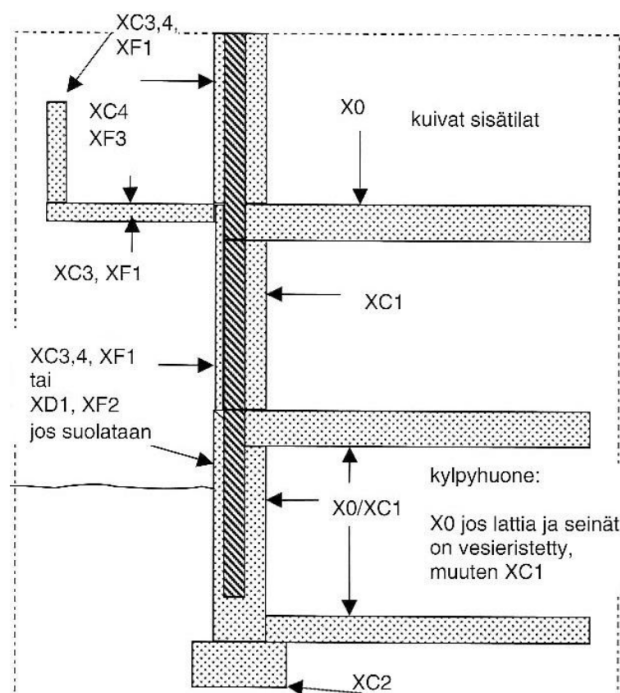 XC3,4,
XF1
XC4
XF3
X0
kuivat sisätilat
XC3, XF1
XC1
XC3,4, XF1
tai
XD1, XF2
jos suolataan
kylpyhuone:
X0/XC1
X0 jos lattia ja seinät
on vesieristetty,
muuten XC1
XC2